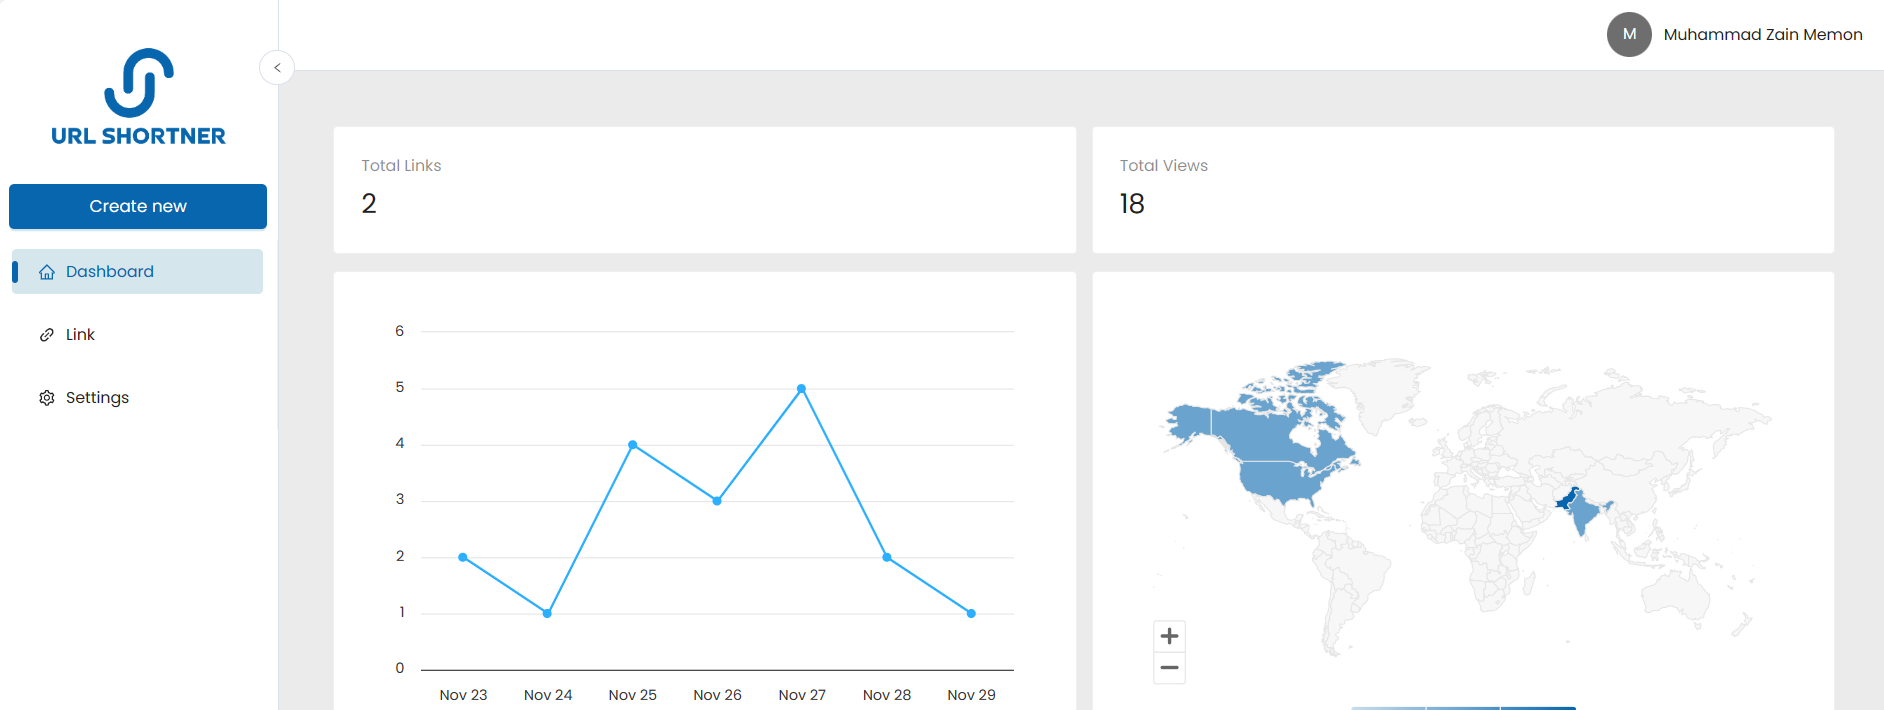 M
Muhammad Zain Memon
URL SHORTNER
Create new
Dashboard
Link
Settings
Total Links
2
Total Views
18
6
5
4
3
2
1
0
Nov 23 Nov 24 Nov 25 Nov 26 Nov 27 Nov 28 Nov 29
+
−